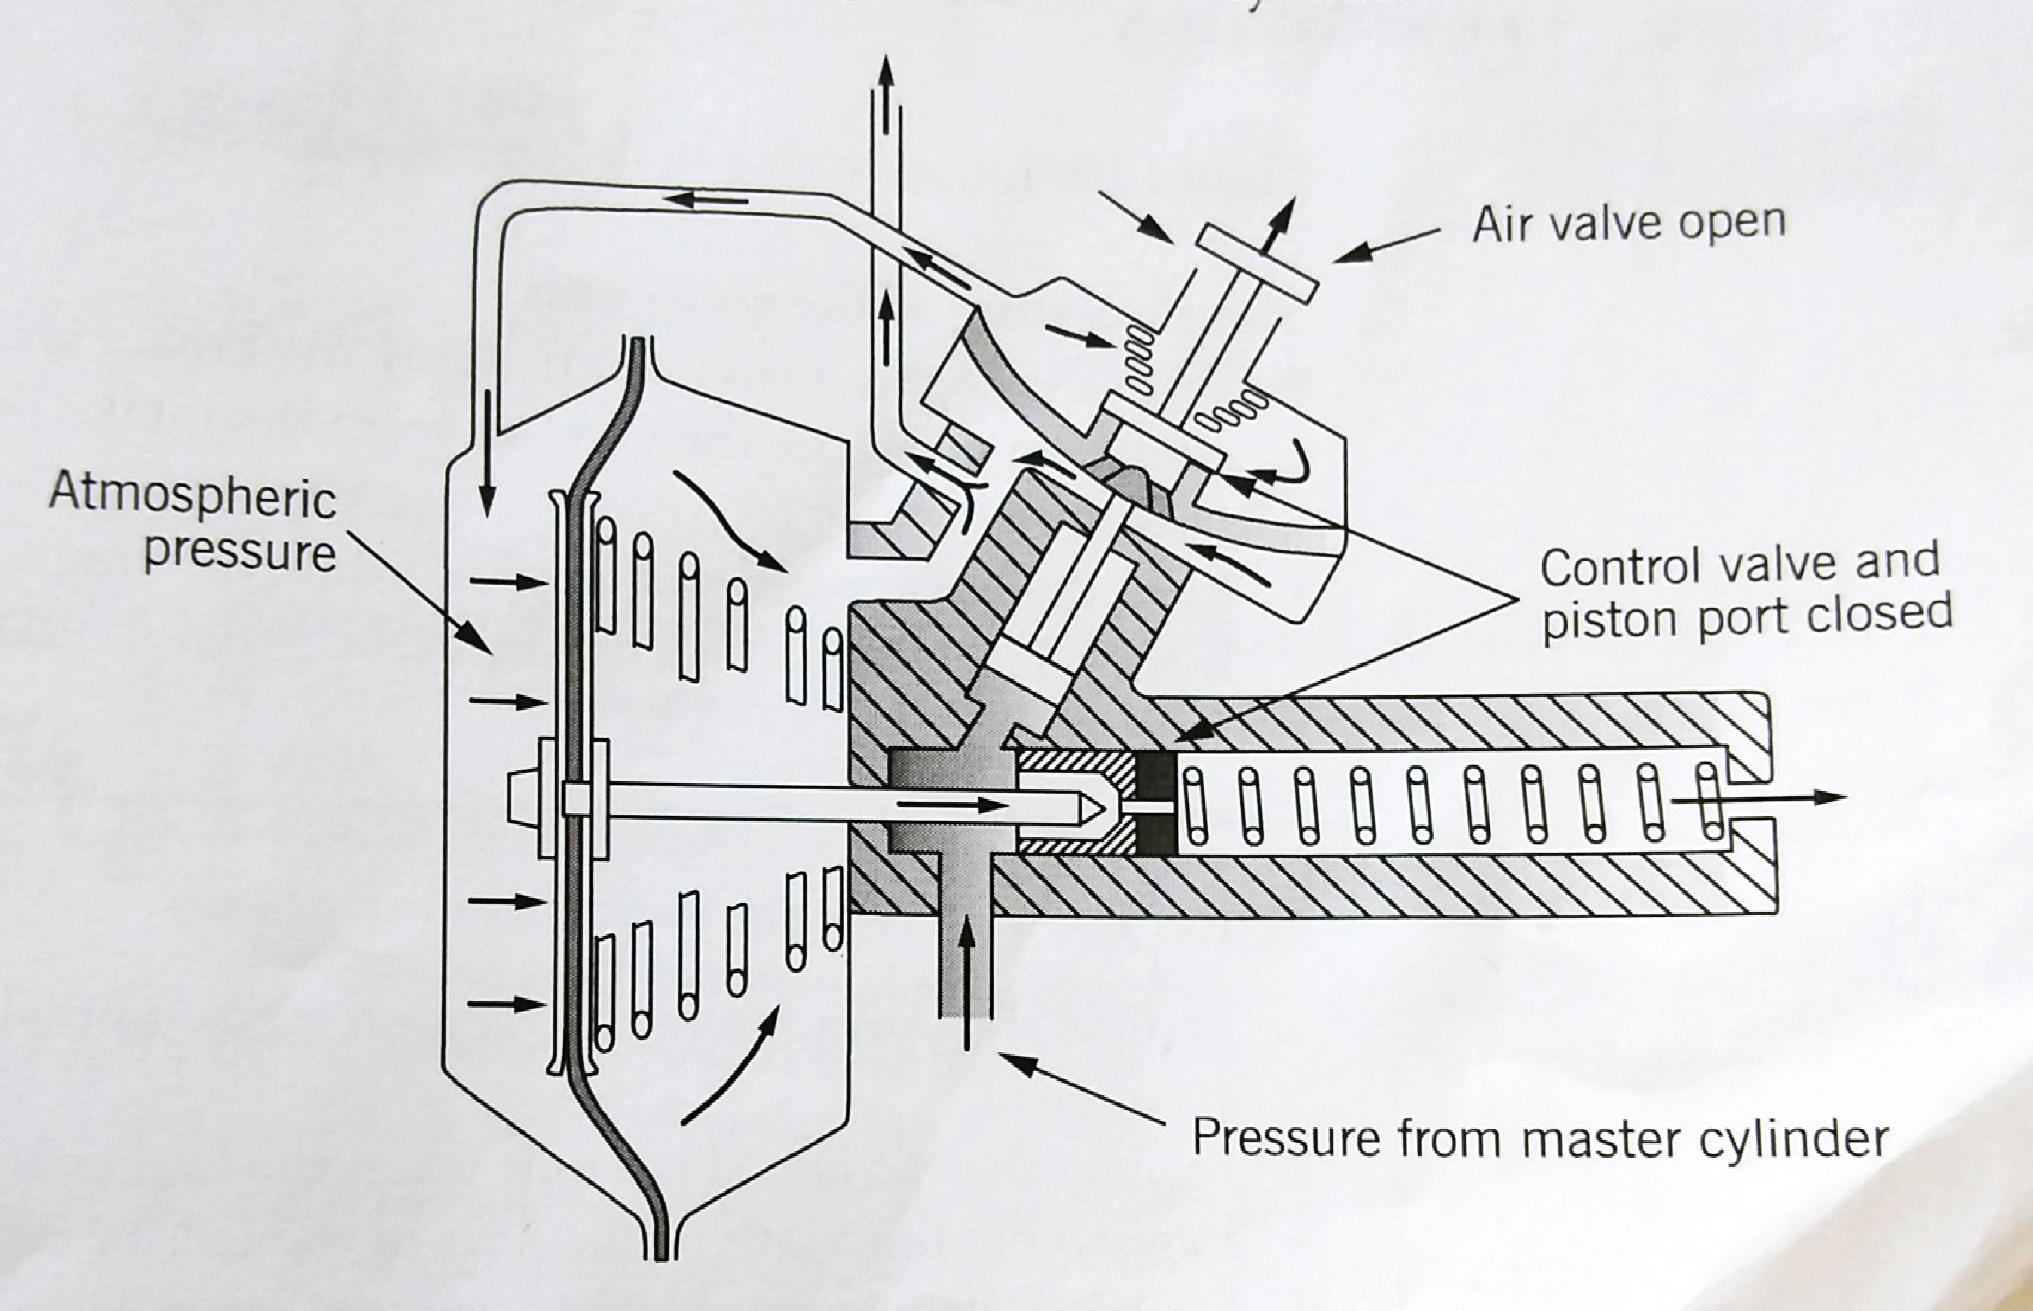 Air valve open
Atmospheric
pressure
Control valve and
piston port closed
Pressure from master cylinder